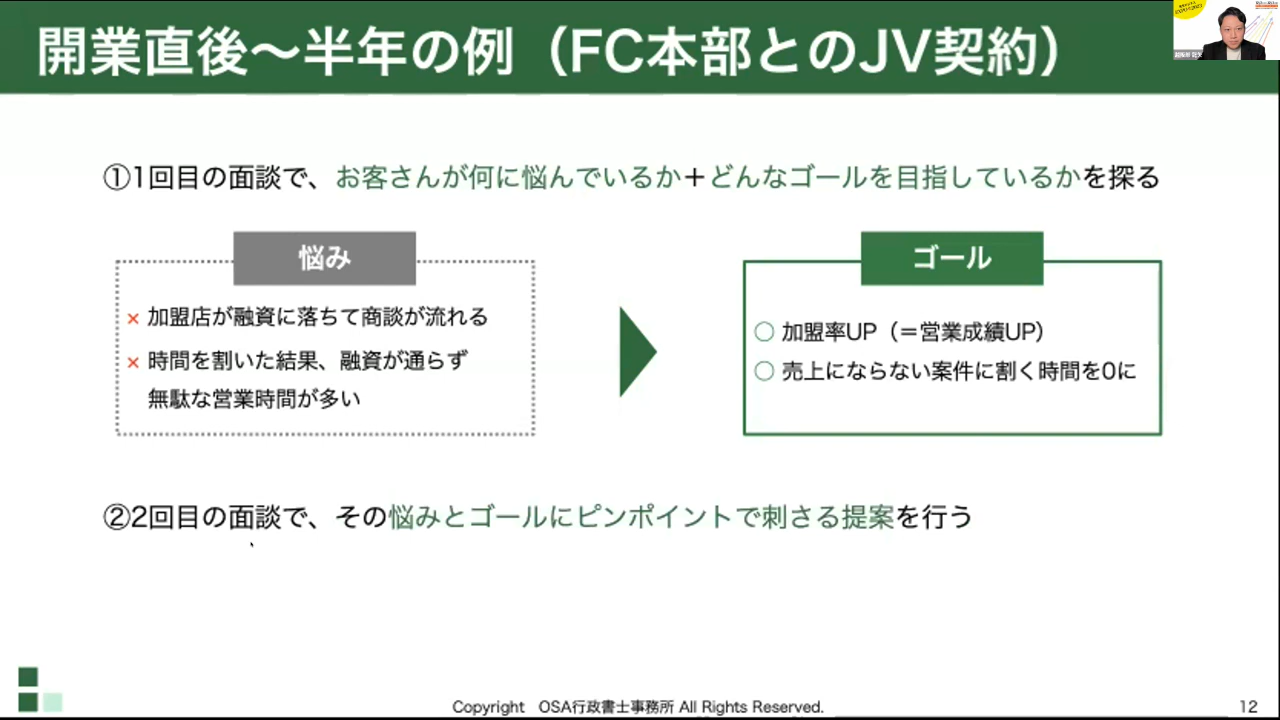 開業直後〜半年の例（FC本部とのJV契約）
①1回目の面談で、お客さんが何に悩んでいるか＋どんなゴールを目指しているかを探る
悩み
× 加盟店が融資に落ちて商談が流れる
× 時間を割いた結果、融資が通らず
無駄な営業時間が多い
ゴール
○ 加盟率UP（＝営業成績UP）
○ 売上にならない案件に割く時間を0に
②2回目の面談で、その悩みとゴールにピンポイントで刺さる提案を行う
Copyright OSA行政書士事務所 All Rights Reserved.
12